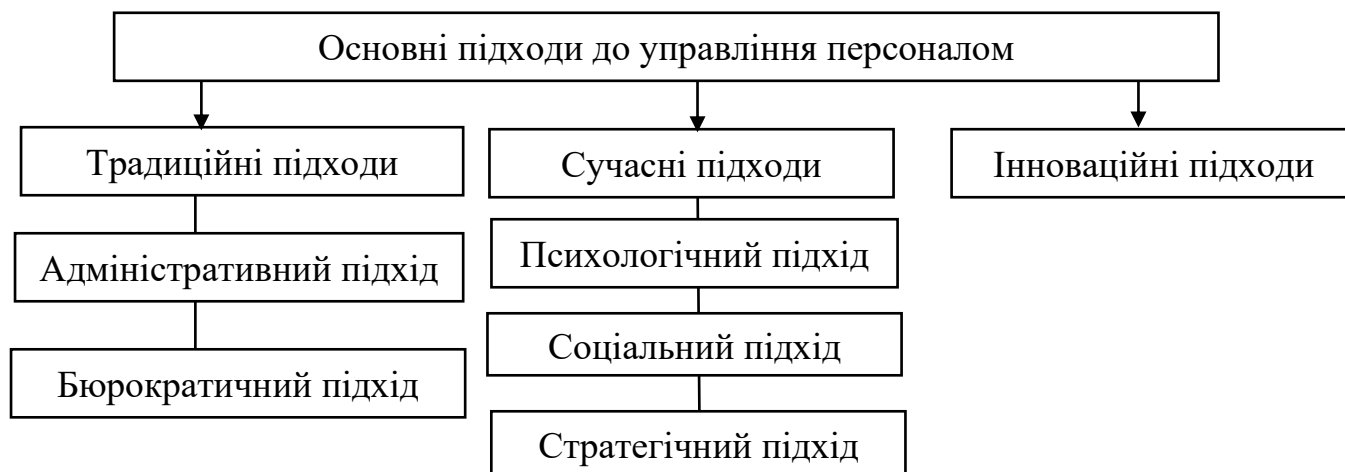 Основні підходи до управління персоналом
Традиційні підходи
Сучасні підходи
Інноваційні підходи
Адміністративний підхід
Психологічний підхід
Соціальний підхід
Бюрократичний підхід
Стратегічний підхід